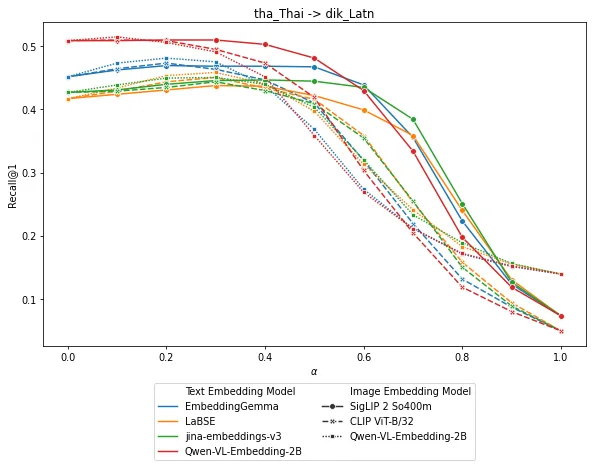 tha_Thai -> dik_Latn
Recall@1
0.5
0.4
0.3
0.2
0.1
0.0 0.2 0.4 0.6 0.8 1.0
α
Text Embedding Model Image Embedding Model
EmbeddingGemma SigLIP 2 So400m
LaBSE CLIP ViT-B/32
jina-embeddings-v3 Qwen-VL-Embedding-2B
Qwen-VL-Embedding-2B